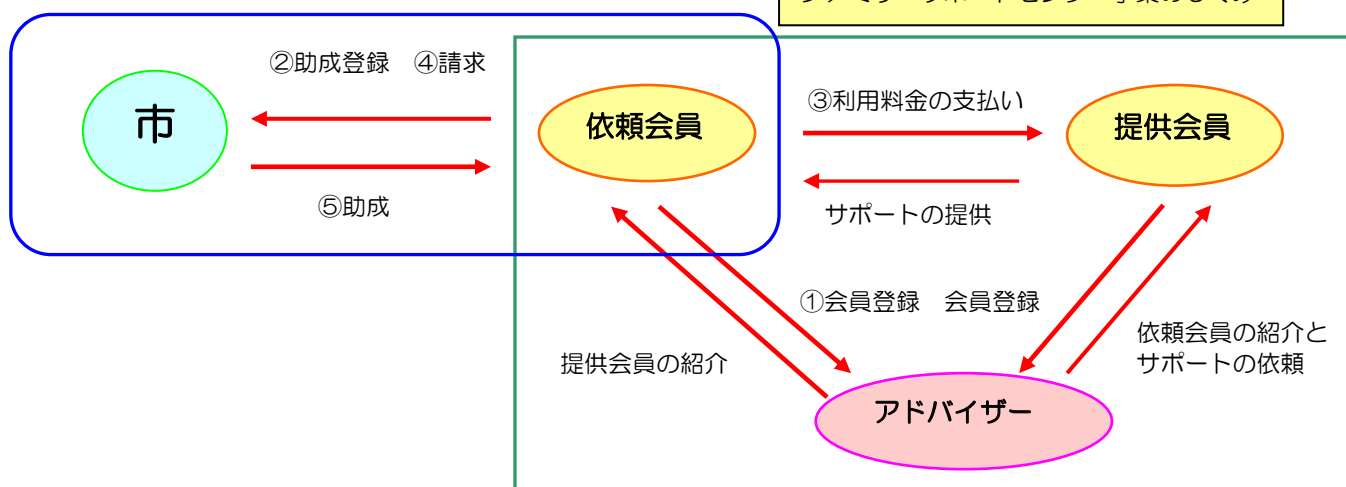 ②助成登録　④請求
市
依頼会員
③利用料金の支払い
提供会員
⑤助成
サポートの提供
①会員登録　会員登録
提供会員の紹介
依頼会員の紹介と
サポートの依頼
アドバイザー